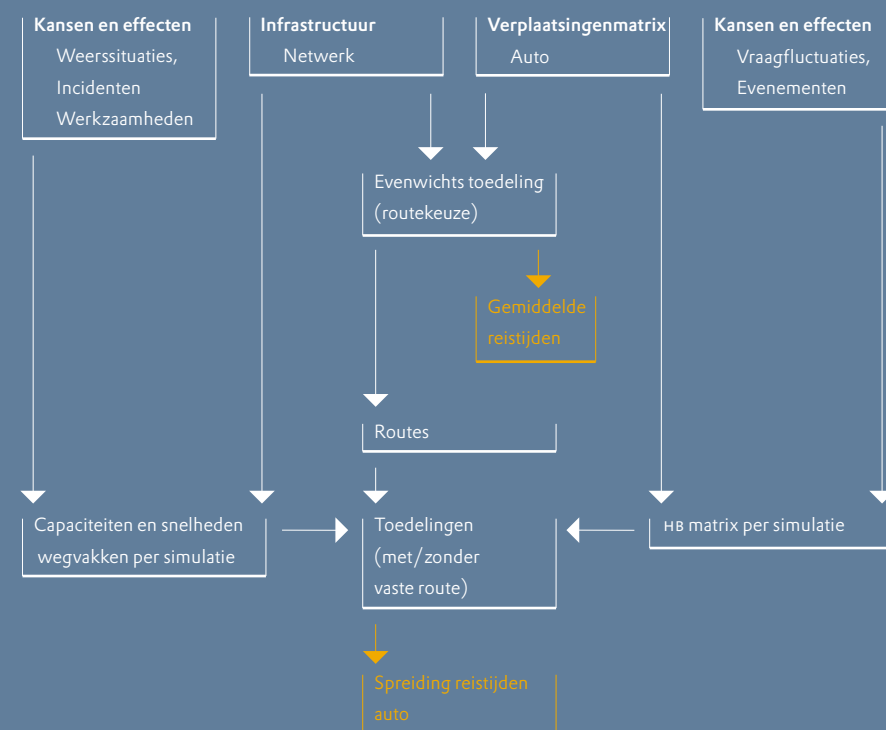 Kansen en effecten
Weerssituaties,
Incidenten
Werkzaamheden
Infrastructuur
Netwerk
Verplaatsingenmatrix
Auto
Kansen en effecten
Vraagfluctuaties,
Evenementen
Evenwichts toedeling
(routekeuze)
Gemiddelde
reistijden
Routes
Capaciteiten en snelheden
wegvakken per simulatie
Toedelingen
(met/zonder
vaste route)
HB matrix per simulatie
Spreiding reistijden
auto